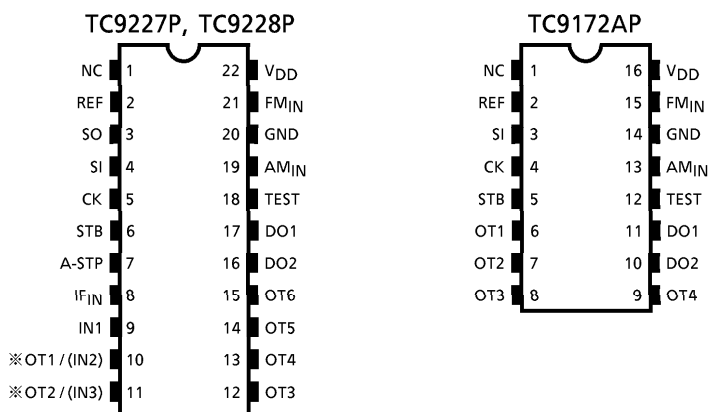 TC9227P, TC9228P
NC 1 22 VDD
REF 2 21 FMIN
SO 3 20 GND
SI 4 19 AMIN
CK 5 18 TEST
STB 6 17 DO1
A-STP 7 16 DO2
IFIN 8 15 OT6
IN1 9 14 OT5
※OT1/(IN2) 10 13 OT4
※OT2/(IN3) 11 12 OT3
TC9172AP
NC 1 16 VDD
REF 2 15 FMIN
SI 3 14 GND
CK 4 13 AMIN
STB 5 12 TEST
OT1 6 11 DO1
OT2 7 10 DO2
OT3 8 9 OT4